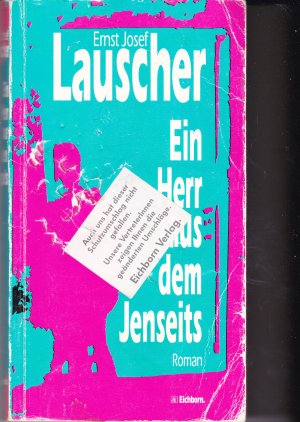 Ernst Josef
Lauscher
Ein
Herr
aus
dem
Jenseits
Roman
Auch uns hat dieser
Schutzumschlag nicht
gefallen.
Unsere VertreterInnen
zeigen Ihnen die
geänderten Umschläge.
Eichborn Verlag.
Eichborn.